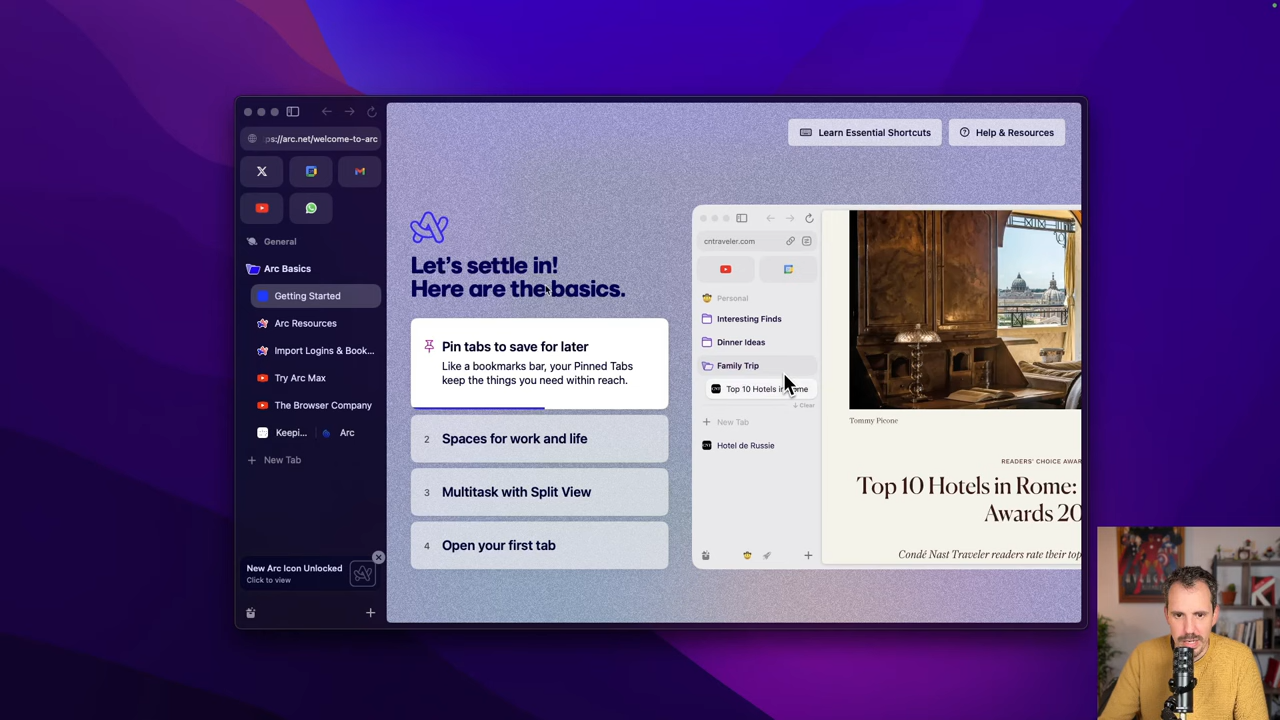 ps://arc.net/welcome-to-arc
General
Arc Basics
Getting Started
Arc Resources
Import Logins & Book...
Try Arc Max
The Browser Company
Keepi... Arc
New Tab
New Arc Icon Unlocked
Click to view
Learn Essential Shortcuts
Help & Resources
Let's settle in!
Here are the basics.
Pin tabs to save for later
Like a bookmarks bar, your Pinned Tabs
keep the things you need within reach.
2 Spaces for work and life
3 Multitask with Split View
4 Open your first tab
cntraveler.com
Personal
Interesting Finds
Dinner Ideas
Family Trip
Top 10 Hotels in
Clear
New Tab
Hotel de Russie
Tommy Picone
READERS' CHOICE AWAR
Top 10 Hotels in Rome:
Awards 20
Condé Nast Traveler readers rate their top